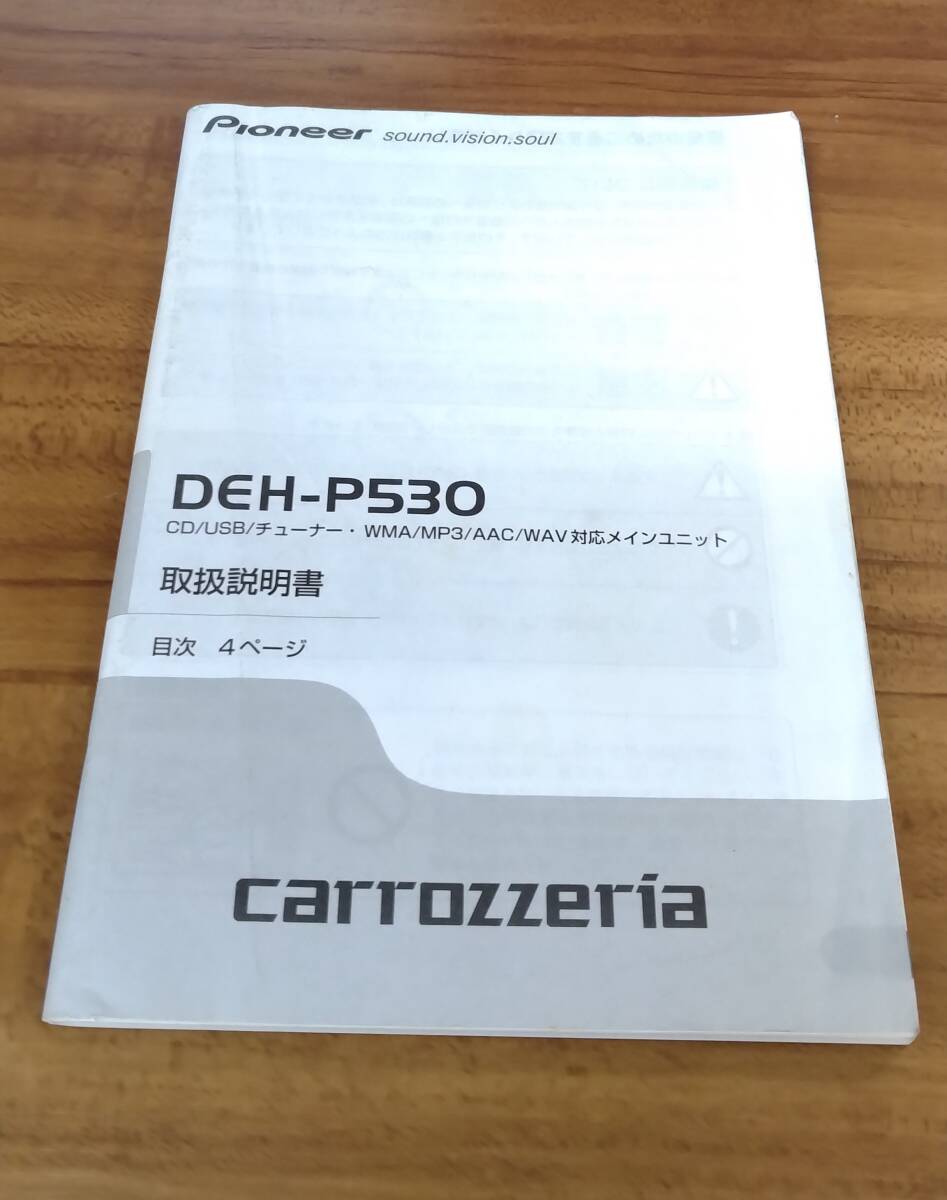 Pioneer sound.vision.soul
DEH-P530
CD/USB/チューナー・WMA/MP3/AAC/WAV対応メインユニット
取扱説明書
目次 4ページ
carrozzeria